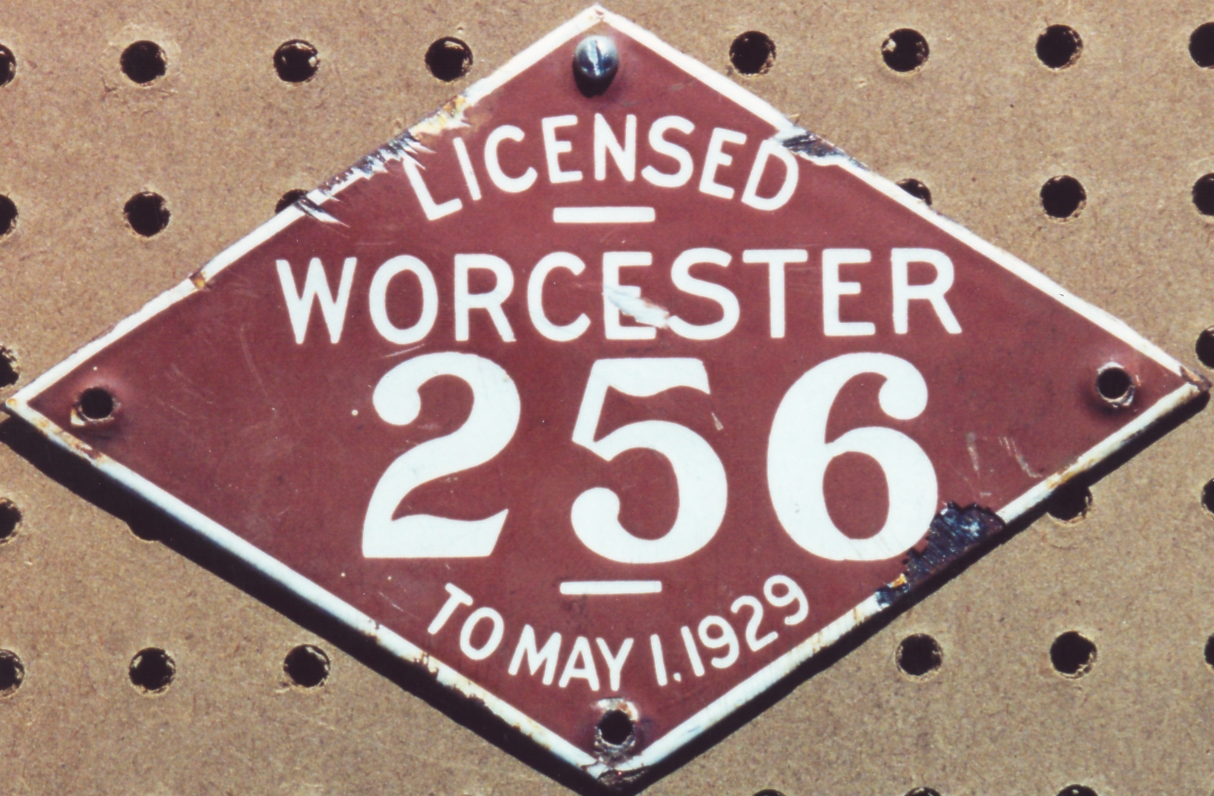 LICENSED
WORCESTER
256
TO MAY 1. 1929